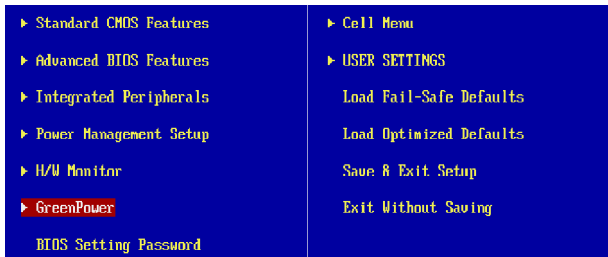 Standard CMOS Features
Advanced BIOS Features
Integrated Peripherals
Power Management Setup
H/W Monitor
GreenPower
BIOS Setting Password
Cell Menu
USER SETTINGS
Load Fail-Safe Defaults
Load Optimized Defaults
Save & Exit Setup
Exit Without Saving